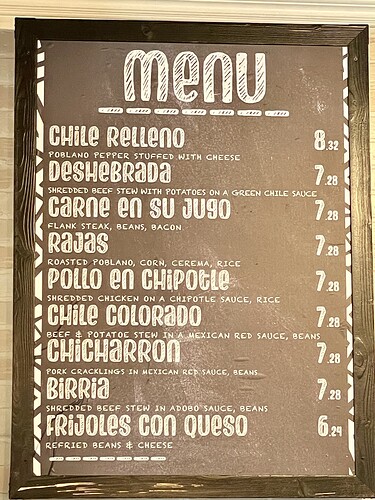 MENU
CHILE RELLENO 8.32
POBLANO PEPPER STUFFED WITH CHEESE
DESHEBRADA 7.28
SHREDDED BEEF STEW WITH POTATOES ON A GREEN CHILE SAUCE
CARNE EN SU JUGO 7.28
FLANK STEAK, BEANS, BACON
RAJAS 7.28
ROASTED POBLANO, CORN, CEREMA, RICE
POLLO EN CHIPOTLE 7.28
SHREDDED CHICKEN ON A CHIPOTLE SAUCE, RICE
CHILE COLORADO 7.28
BEEF & POTATOE STEW IN A MEXICAN RED SAUCE, BEANS
CHICHARRON 7.28
PORK CRACKLINGS IN MEXICAN RED SAUCE, BEANS
BIRRIA 7.28
SHREDDED BEEF STEW IN ADOBO SAUCE, BEANS
FRIJOLES CON QUESO 6.24
REFRIED BEANS & CHEESE